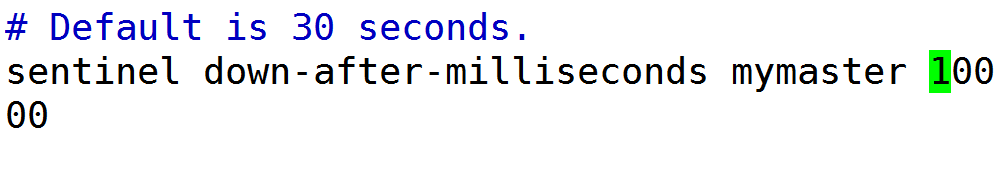 # Default is 30 seconds.
sentinel down-after-milliseconds mymaster 100
00